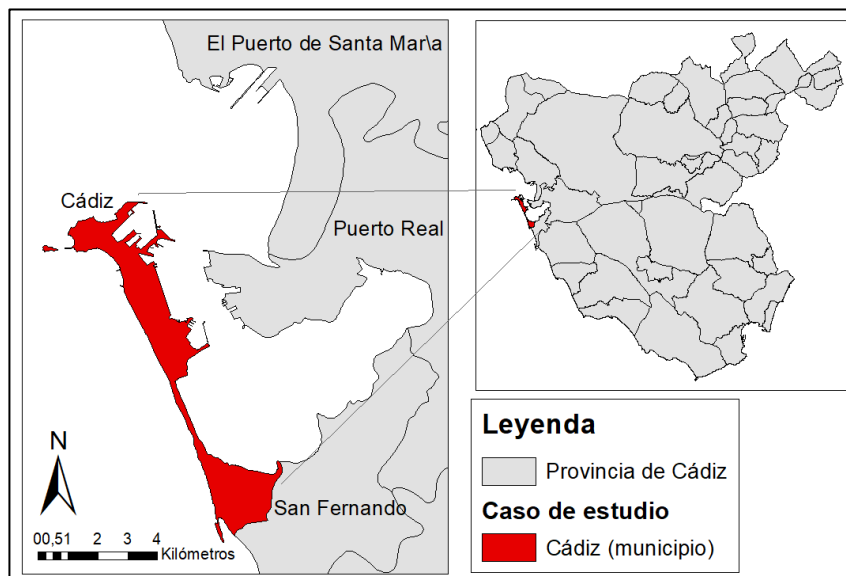 El Puerto de Santa Mar\a
Cádiz
Puerto Real
San Fernando
N
00,51 2 3 4
Kilómetros
Leyenda
Provincia de Cádiz
Caso de estudio
Cádiz (municipio)